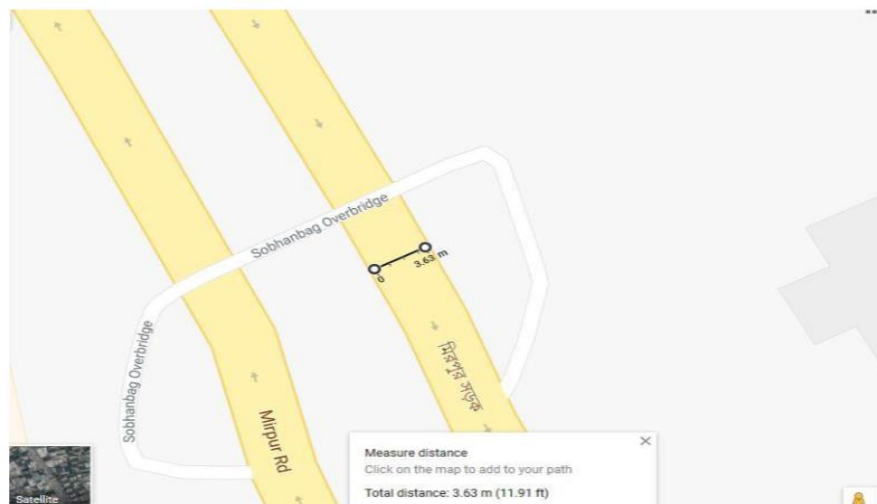 Sobhanbag Overbridge
0
3.63 m
Sobhanbag Overbridge
মিরপুর সড়ক
Mirpur Rd
Measure distance
Click on the map to add to your path
Total distance: 3.63 m (11.91 ft)
Satellite